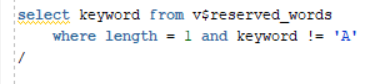 select keyword from v$reserved_words
where length = 1 and keyword != 'A'
/